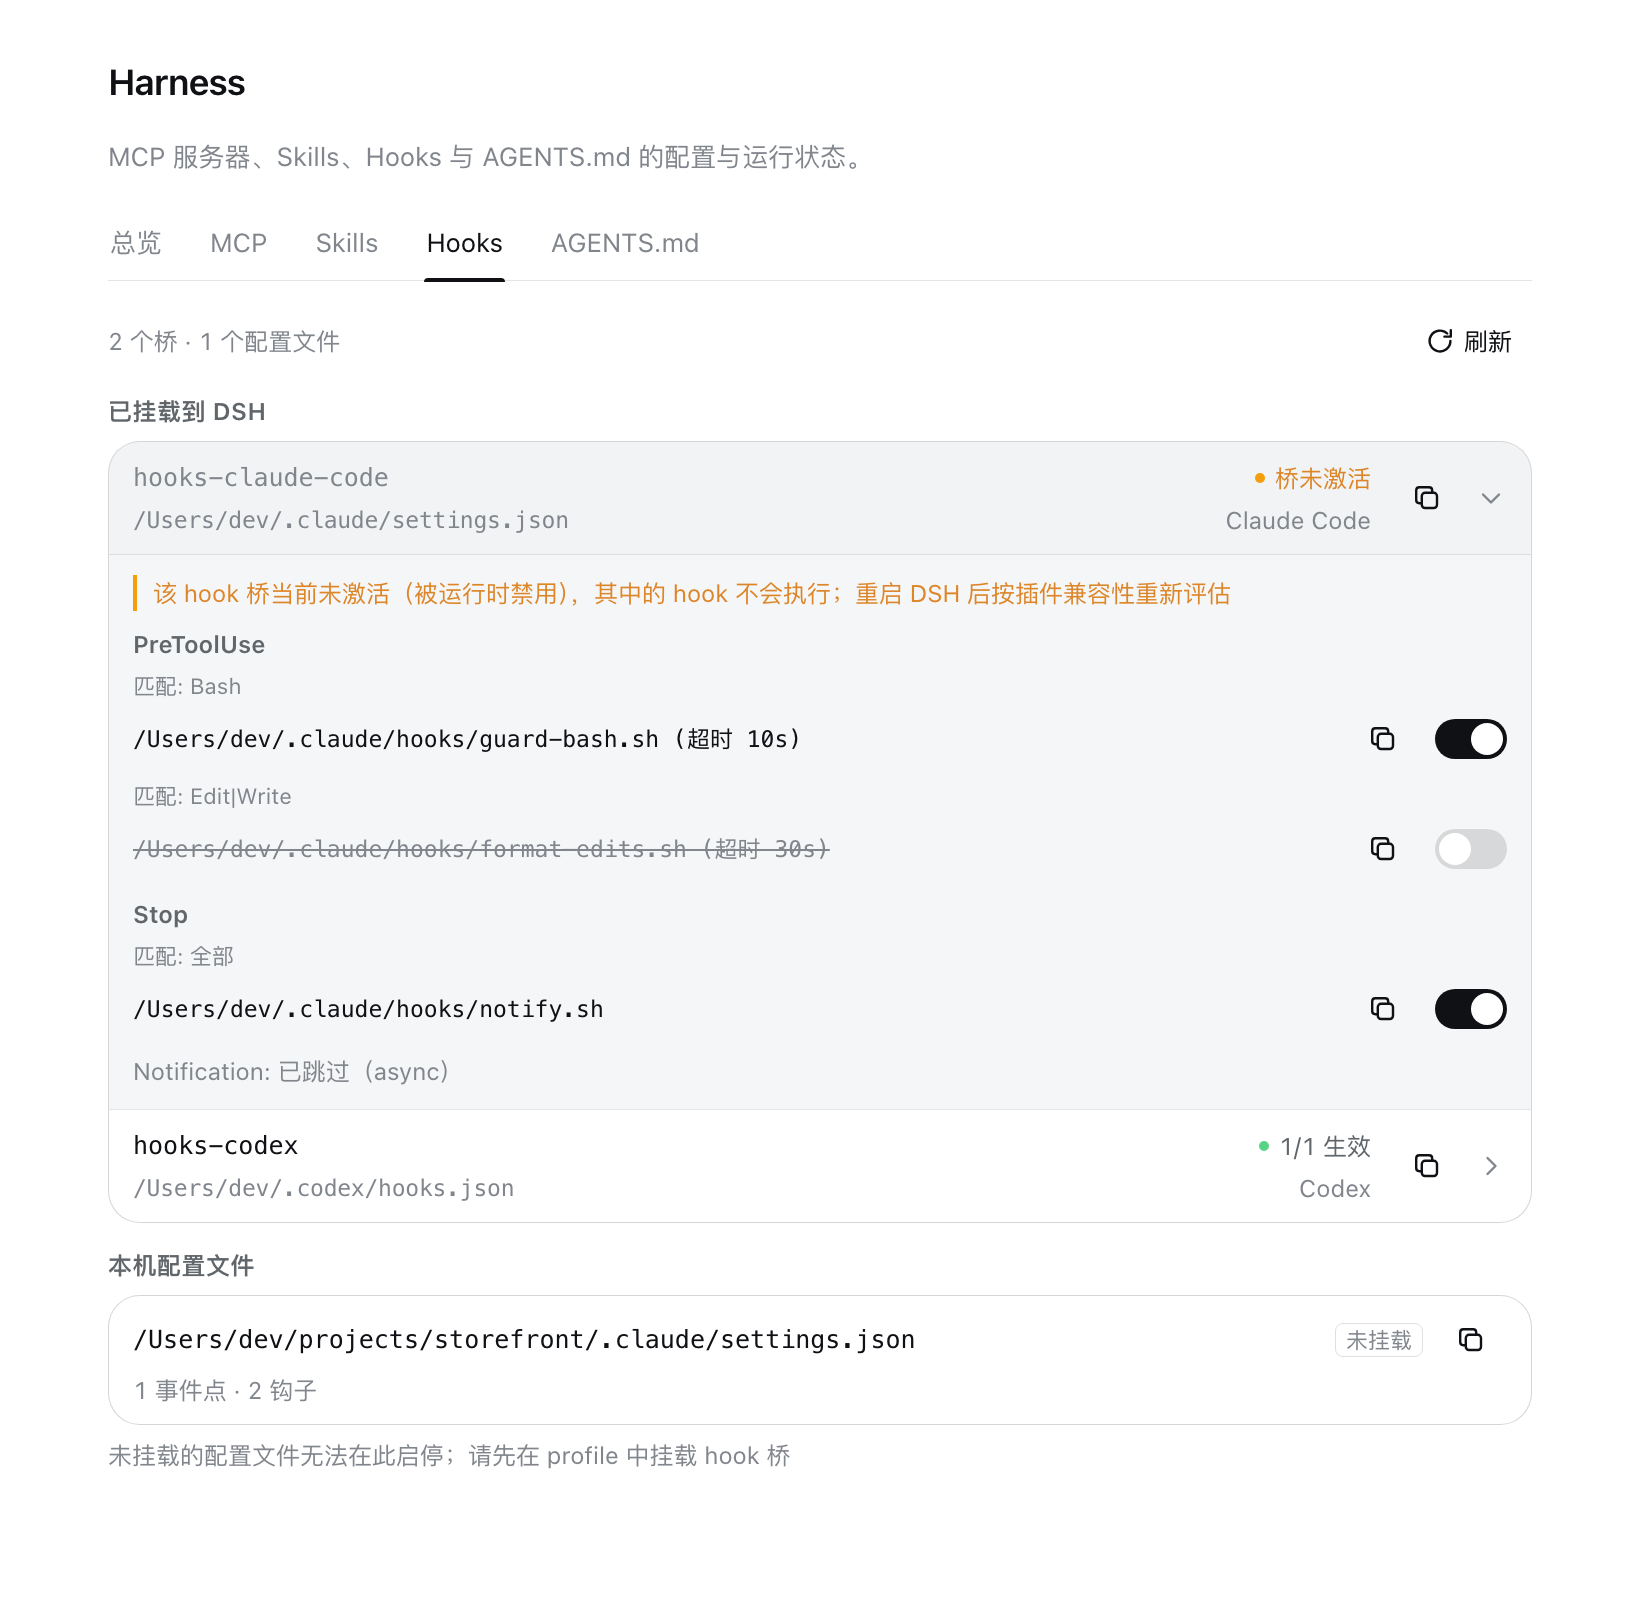 Harness
MCP 服务器、Skills、Hooks 与 AGENTS.md 的配置与运行状态。
总览 MCP Skills Hooks AGENTS.md
2 个桥 · 1 个配置文件 刷新
已挂载到 DSH
hooks-claude-code 桥未激活
/Users/dev/.claude/settings.json Claude Code
该 hook 桥当前未激活（被运行时禁用），其中的 hook 不会执行；重启 DSH 后按插件兼容性重新评估
PreToolUse
匹配: Bash
/Users/dev/.claude/hooks/guard-bash.sh (超时 10s)
匹配: Edit|Write
/Users/dev/.claude/hooks/format-edits.sh (超时 30s)
Stop
匹配: 全部
/Users/dev/.claude/hooks/notify.sh
Notification: 已跳过（async）
hooks-codex 1/1 生效
/Users/dev/.codex/hooks.json Codex
本机配置文件
/Users/dev/projects/storefront/.claude/settings.json 未挂载
1 事件点 · 2 钩子
未挂载的配置文件无法在此启停；请先在 profile 中挂载 hook 桥